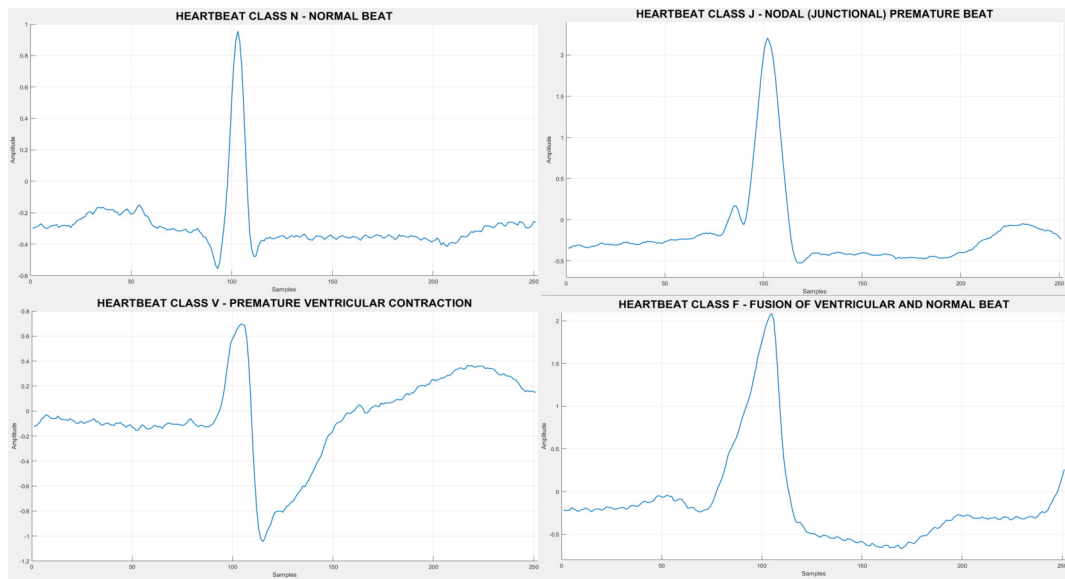 HEARTBEAT CLASS N - NORMAL BEAT
1
0.8
0.6
0.4
0.2
0
-0.2
-0.4
-0.6
Amplitude
0 50 100 150 200 250
Samples
HEARTBEAT CLASS J - NODAL (JUNCTIONAL) PREMATURE BEAT
2
1.5
1
0.5
0
-0.5
Amplitude
0 50 100 150 200 250
Samples
HEARTBEAT CLASS V - PREMATURE VENTRICULAR CONTRACTION
0.8
0.6
0.4
0.2
0
-0.2
-0.4
-0.6
-0.8
-1
-1.2
Amplitude
0 50 100 150 200 250
Samples
HEARTBEAT CLASS F - FUSION OF VENTRICULAR AND NORMAL BEAT
2
1.5
1
0.5
0
-0.5
Amplitude
0 50 100 150 200 250
Samples